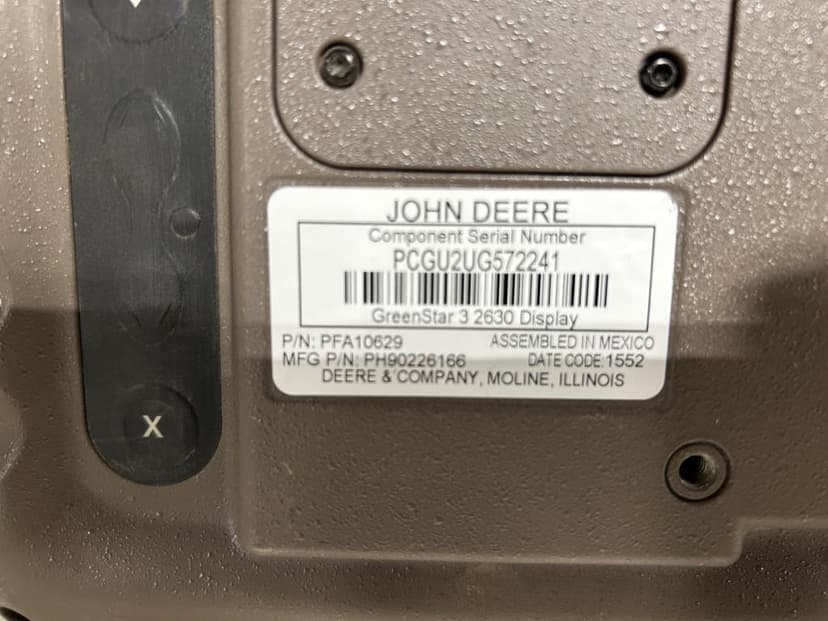 JOHN DEERE
Component Serial Number
PCGU2UG572241
GreenStar 3 2630 Display
P/N: PFA10629 ASSEMBLED IN MEXICO
MFG P/N: PH90226166 DATE CODE:1552
DEERE & COMPANY, MOLINE, ILLINOIS
X